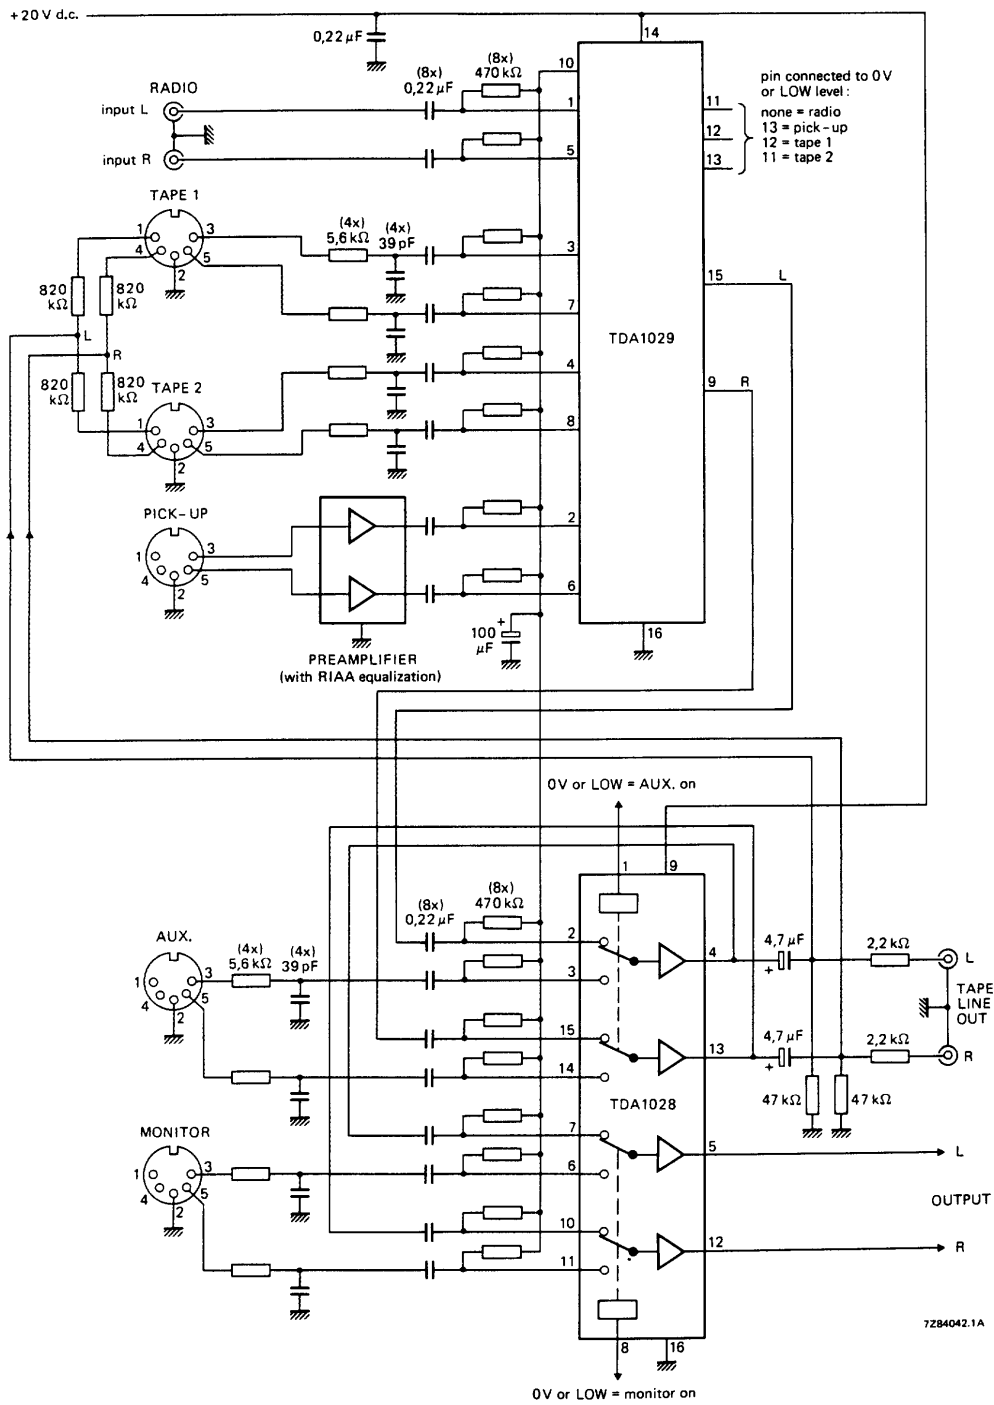 +20 V d.c.
0,22 µF
14
(8x)
470 kΩ
(8x)
0,22 µF
10
RADIO
input L
1
input R
5
11
12
13
pin connected to 0 V
or LOW level :
none = radio
13 = pick-up
12 = tape 1
11 = tape 2
TAPE 1
1
3
4
5
2
(4x)
5,6 kΩ
(4x)
39 pF
3
7
15
L
820
kΩ
820
kΩ
L
R
820
kΩ
820
kΩ
TDA1029
TAPE 2
1
3
4
5
2
4
8
9
R
PICK-UP
1
3
4
5
2
2
6
+
100
µF
16
PREAMPLIFIER
(with RIAA equalization)
0V or LOW = AUX. on
1
9
(8x)
470 kΩ
(8x)
0,22 µF
AUX.
1
3
4
5
2
(4x)
5,6 kΩ
(4x)
39 pF
2
3
15
14
4
4,7 µF
+
2,2 kΩ
L
TAPE
LINE
OUT
13
4,7 µF
+
2,2 kΩ
R
47 kΩ
47 kΩ
TDA1028
MONITOR
1
3
4
5
2
7
6
10
11
5
L
OUTPUT
12
R
8
16
7Z84042.1A
0V or LOW = monitor on